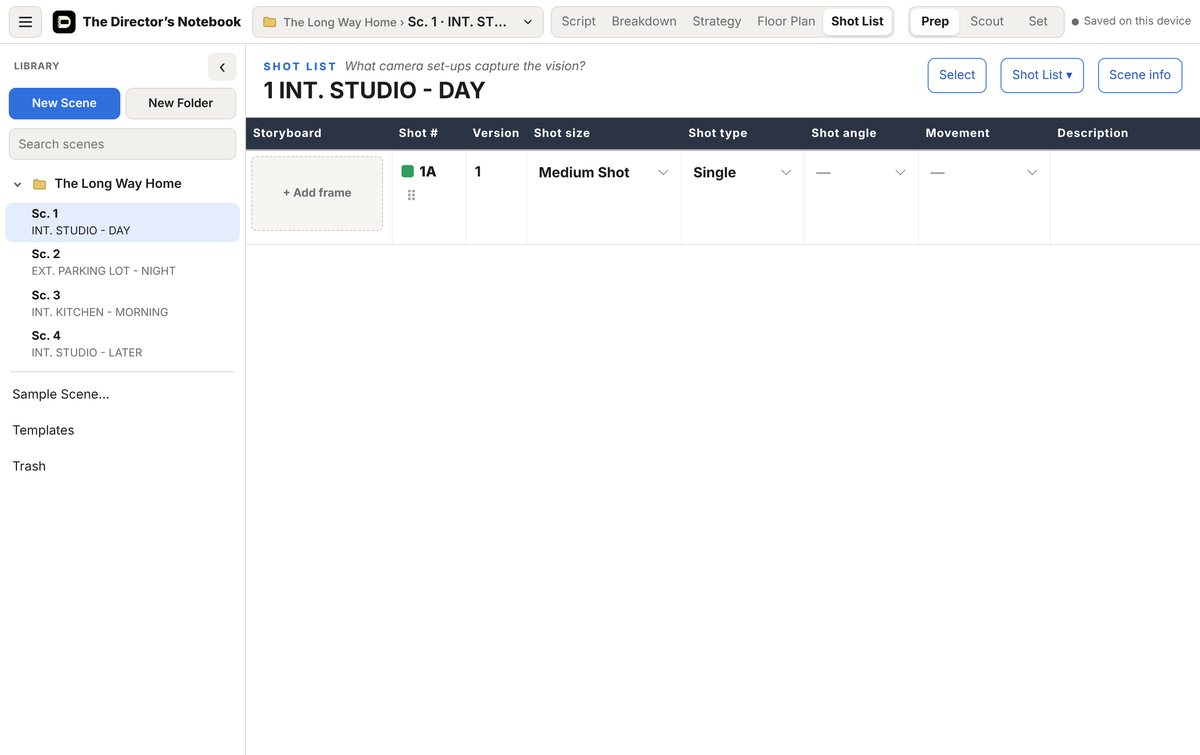 The Director's Notebook
The Long Way Home › Sc. 1 · INT. ST...
Script Breakdown Strategy Floor Plan Shot List
Prep Scout Set
Saved on this device
LIBRARY
New Scene New Folder
Search scenes
The Long Way Home
Sc. 1
INT. STUDIO - DAY
Sc. 2
EXT. PARKING LOT - NIGHT
Sc. 3
INT. KITCHEN - MORNING
Sc. 4
INT. STUDIO - LATER
Sample Scene...
Templates
Trash
SHOT LIST What camera set-ups capture the vision?
1 INT. STUDIO - DAY
Select Shot List ▾ Scene info
Storyboard Shot # Version Shot size Shot type Shot angle Movement Description
+ Add frame 1A 1 Medium Shot Single — —